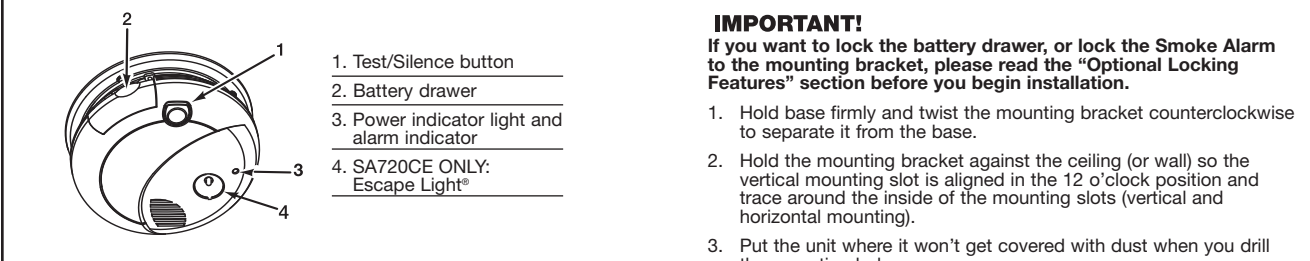 2
1
3
4
1. Test/Silence button
2. Battery drawer
3. Power indicator light and
alarm indicator
4. SA720CE ONLY:
Escape Light®
IMPORTANT!
If you want to lock the battery drawer, or lock the Smoke Alarm
to the mounting bracket, please read the “Optional Locking
Features” section before you begin installation.
1. Hold base firmly and twist the mounting bracket counterclockwise
to separate it from the base.
2. Hold the mounting bracket against the ceiling (or wall) so the
vertical mounting slot is aligned in the 12 o’clock position and
trace around the inside of the mounting slots (vertical and
horizontal mounting).
3. Put the unit where it won’t get covered with dust when you drill